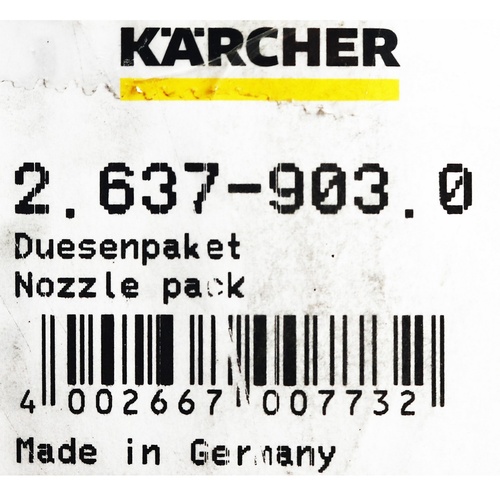 KÄRCHER
2.637-903.0
Duesenpaket
Nozzle pack
4 002667 007732
Made in Germany